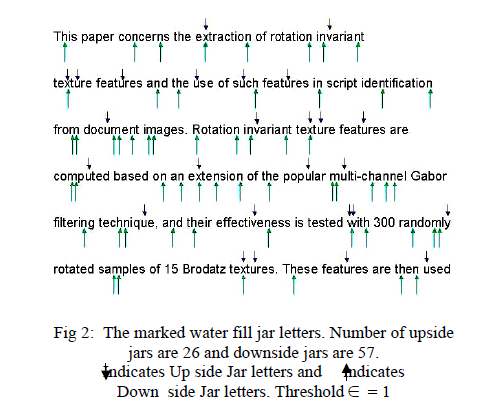 This paper concerns the extraction of rotation invariant
texture features and the use of such features in script identification
from document images. Rotation invariant texture features are
computed based on an extension of the popular multi-channel Gabor
filtering technique, and their effectiveness is tested with 300 randomly
rotated samples of 15 Brodatz textures. These features are then used
Fig 2: The marked water fill jar letters. Number of upside
jars are 26 and downside jars are 57.
Indicates Up side Jar letters and indicates
Down side Jar letters. Threshold ∈ = 1